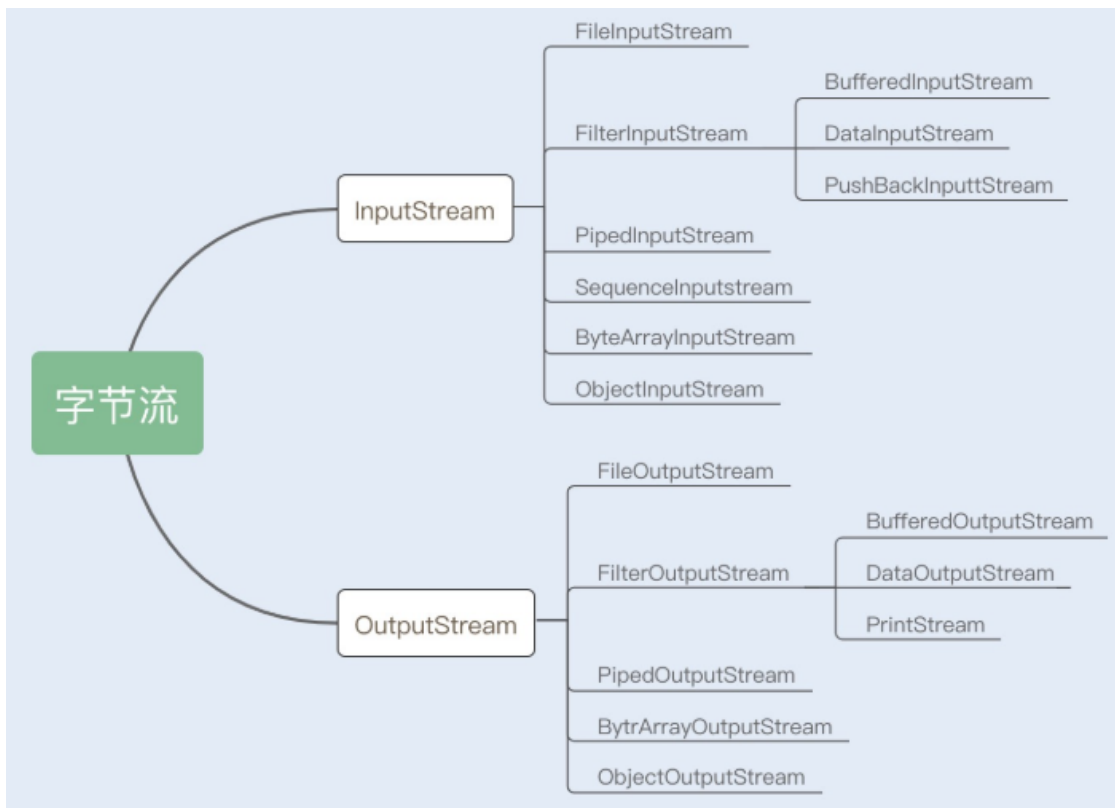 字节流
InputStream
FileInputStream
FilterInputStream
BufferedInputStream
DataInputStream
PushBackInputtStream
PipedInputStream
SequenceInputstream
ByteArrayInputStream
ObjectInputStream
OutputStream
FileOutputStream
FilterOutputStream
BufferedOutputStream
DataOutputStream
PrintStream
PipedOutputStream
BytrArrayOutputStream
ObjectOutputStream